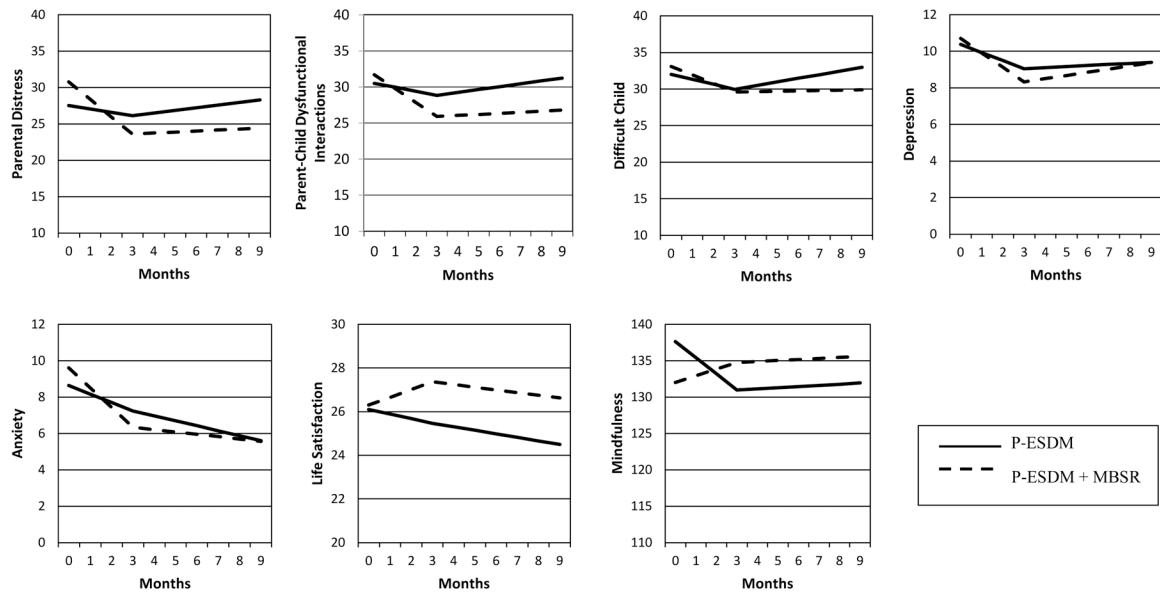 Parental Distress
40
35
30
25
20
15
10
0 1 2 3 4 5 6 7 8 9
Months
Parent-Child Dysfunctional
Interactions
40
35
30
25
20
15
10
0 1 2 3 4 5 6 7 8 9
Months
Difficult Child
40
35
30
25
20
15
10
0 1 2 3 4 5 6 7 8 9
Months
Depression
12
10
8
6
4
2
0
0 1 2 3 4 5 6 7 8 9
Months
Anxiety
12
10
8
6
4
2
0
0 1 2 3 4 5 6 7 8 9
Months
Life Satisfaction
30
28
26
24
22
20
0 1 2 3 4 5 6 7 8 9
Months
Mindfulness
140
135
130
125
120
115
110
0 1 2 3 4 5 6 7 8 9
Months
P-ESDM
P-ESDM + MBSR